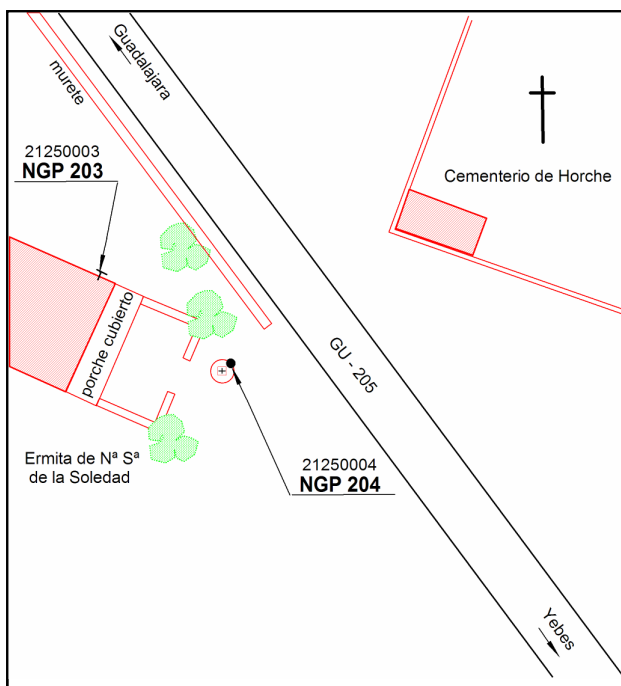 Guadalajara
murete
21250003
NGP 203
Cementerio de Horche
porche cubierto
GU - 205
Ermita de Nª Sª
de la Soledad
21250004
NGP 204
Yebes